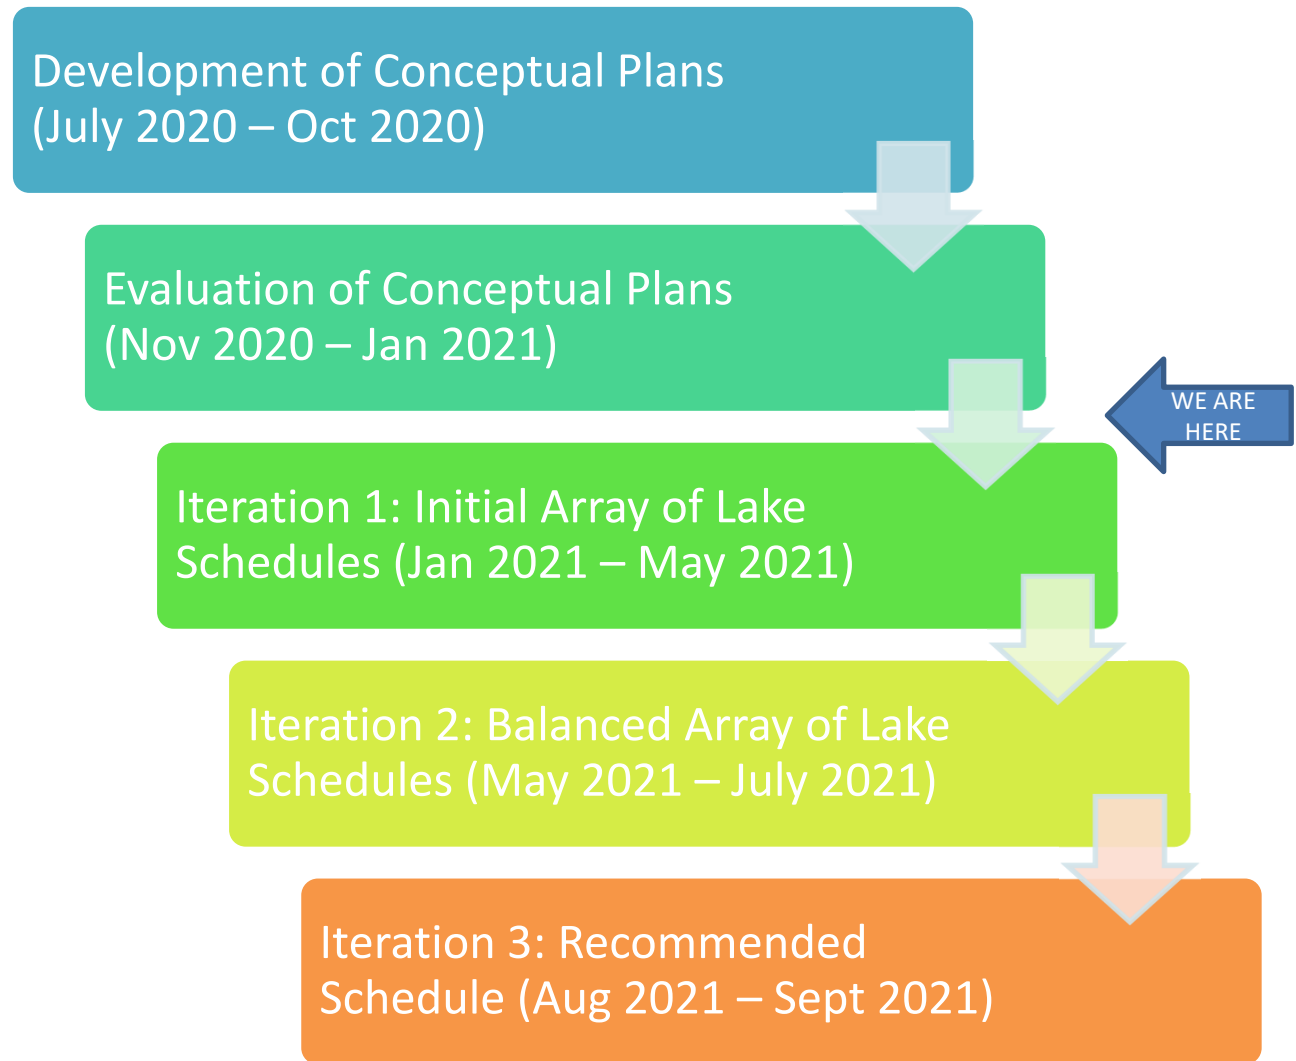 Development of Conceptual Plans
(July 2020 – Oct 2020)
Evaluation of Conceptual Plans
(Nov 2020 – Jan 2021)
WE ARE
HERE
Iteration 1: Initial Array of Lake
Schedules (Jan 2021 – May 2021)
Iteration 2: Balanced Array of Lake
Schedules (May 2021 – July 2021)
Iteration 3: Recommended
Schedule (Aug 2021 – Sept 2021)